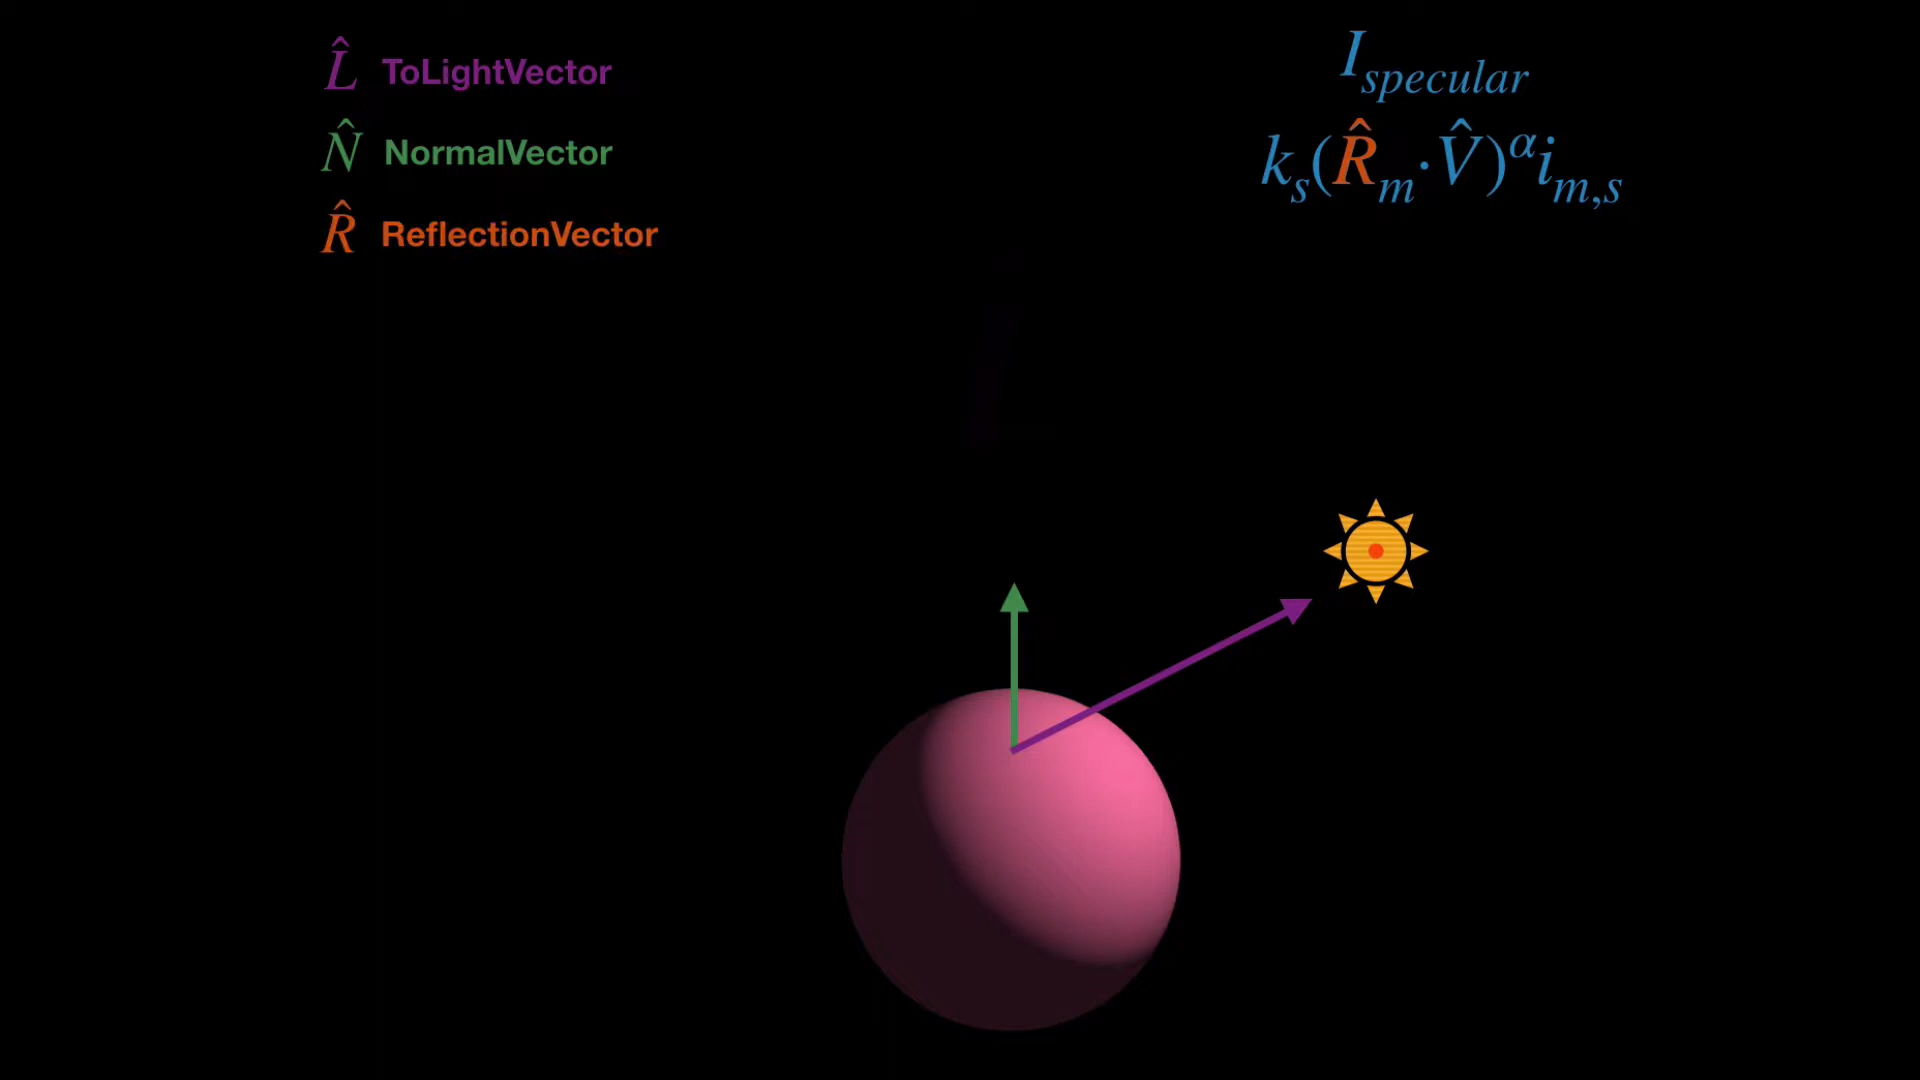 L̂ ToLightVector
N̂ NormalVector
R̂ ReflectionVector
I_specular
k_s(R̂_m·V̂)^α i_m,s